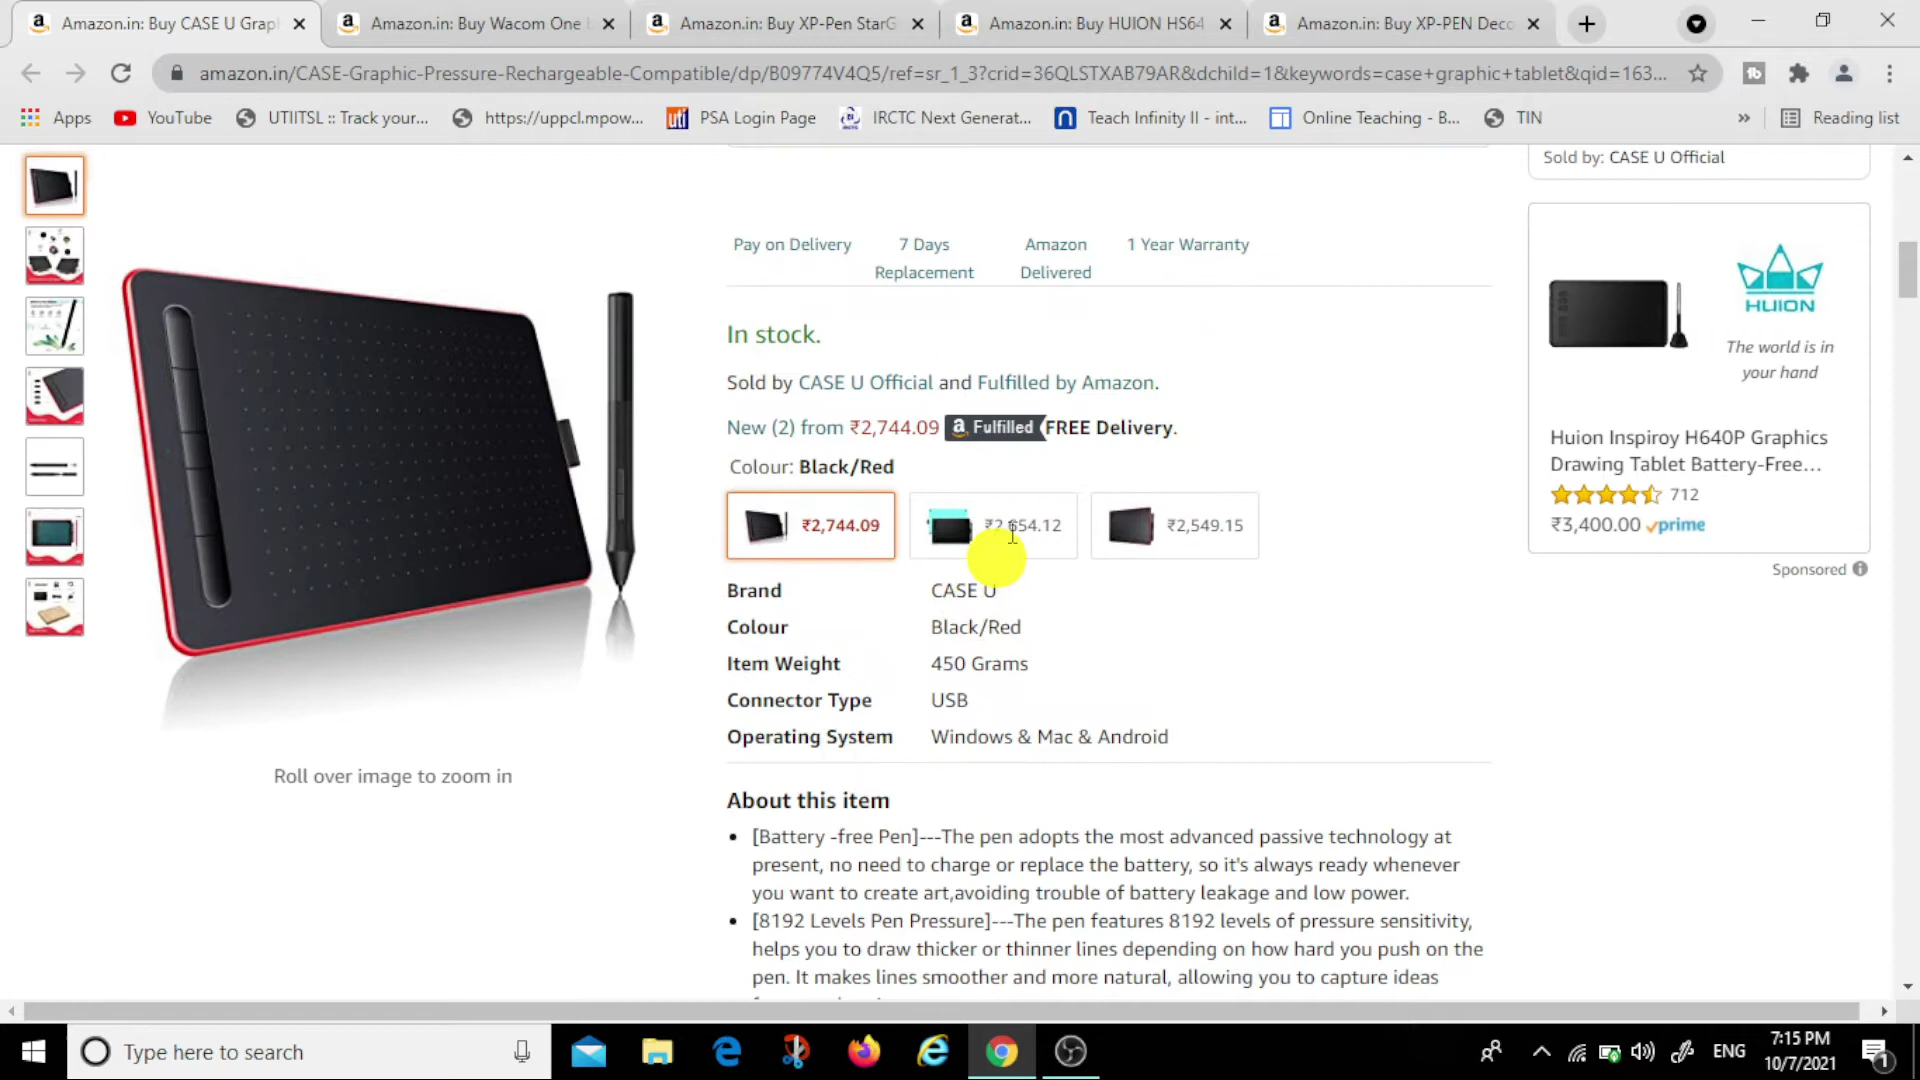 Amazon.in: Buy CASE U Grap
Amazon.in: Buy Wacom One b
Amazon.in: Buy XP-Pen StarG
Amazon.in: Buy HUION HS64
Amazon.in: Buy XP-PEN Deco
amazon.in/CASE-Graphic-Pressure-Rechargeable-Compatible/dp/B09774V4Q5/ref=sr_1_3?crid=36QLSTXAB79AR&dchild=1&keywords=case+graphic+tablet&qid=163...
Apps YouTube UTIITSL :: Track your... https://uppcl.mpow... PSA Login Page IRCTC Next Generat... Teach Infinity II - int... Online Teaching - B... TIN » Reading list
Sold by: CASE U Official
Pay on Delivery
7 Days
Replacement
Amazon
Delivered
1 Year Warranty
In stock.
Sold by CASE U Official and Fulfilled by Amazon.
New (2) from ₹2,744.09 a Fulfilled FREE Delivery.
Colour: Black/Red
₹2,744.09
₹2,654.12
₹2,549.15
Brand CASE U
Colour Black/Red
Item Weight 450 Grams
Connector Type USB
Operating System Windows & Mac & Android
About this item
• [Battery -free Pen]---The pen adopts the most advanced passive technology at
present, no need to charge or replace the battery, so it's always ready whenever
you want to create art,avoiding trouble of battery leakage and low power.
• [8192 Levels Pen Pressure]---The pen features 8192 levels of pressure sensitivity,
helps you to draw thicker or thinner lines depending on how hard you push on the
pen. It makes lines smoother and more natural, allowing you to capture ideas
Roll over image to zoom in
HUION
The world is in
your hand
Huion Inspiroy H640P Graphics
Drawing Tablet Battery-Free...
712
₹3,400.00 prime
Sponsored
Type here to search
ENG
7:15 PM
10/7/2021
1